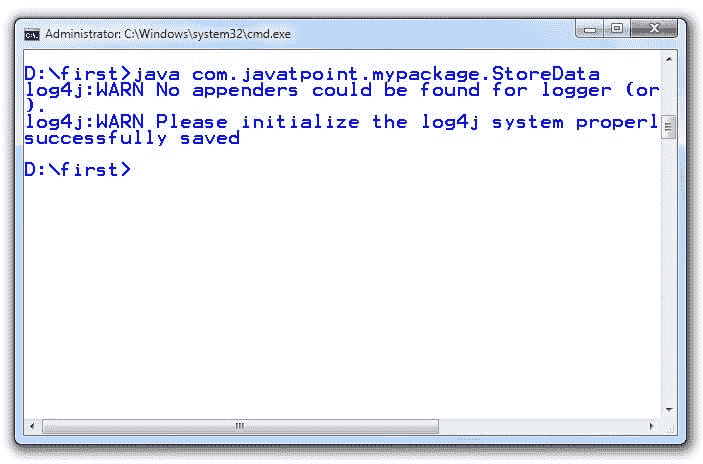 Administrator: C:\Windows\system32\cmd.exe
D:\first>java com.javatpoint.mypackage.StoreData
log4j:WARN No appenders could be found for logger (or
).
log4j:WARN Please initialize the log4j system properl
successfully saved
D:\first>